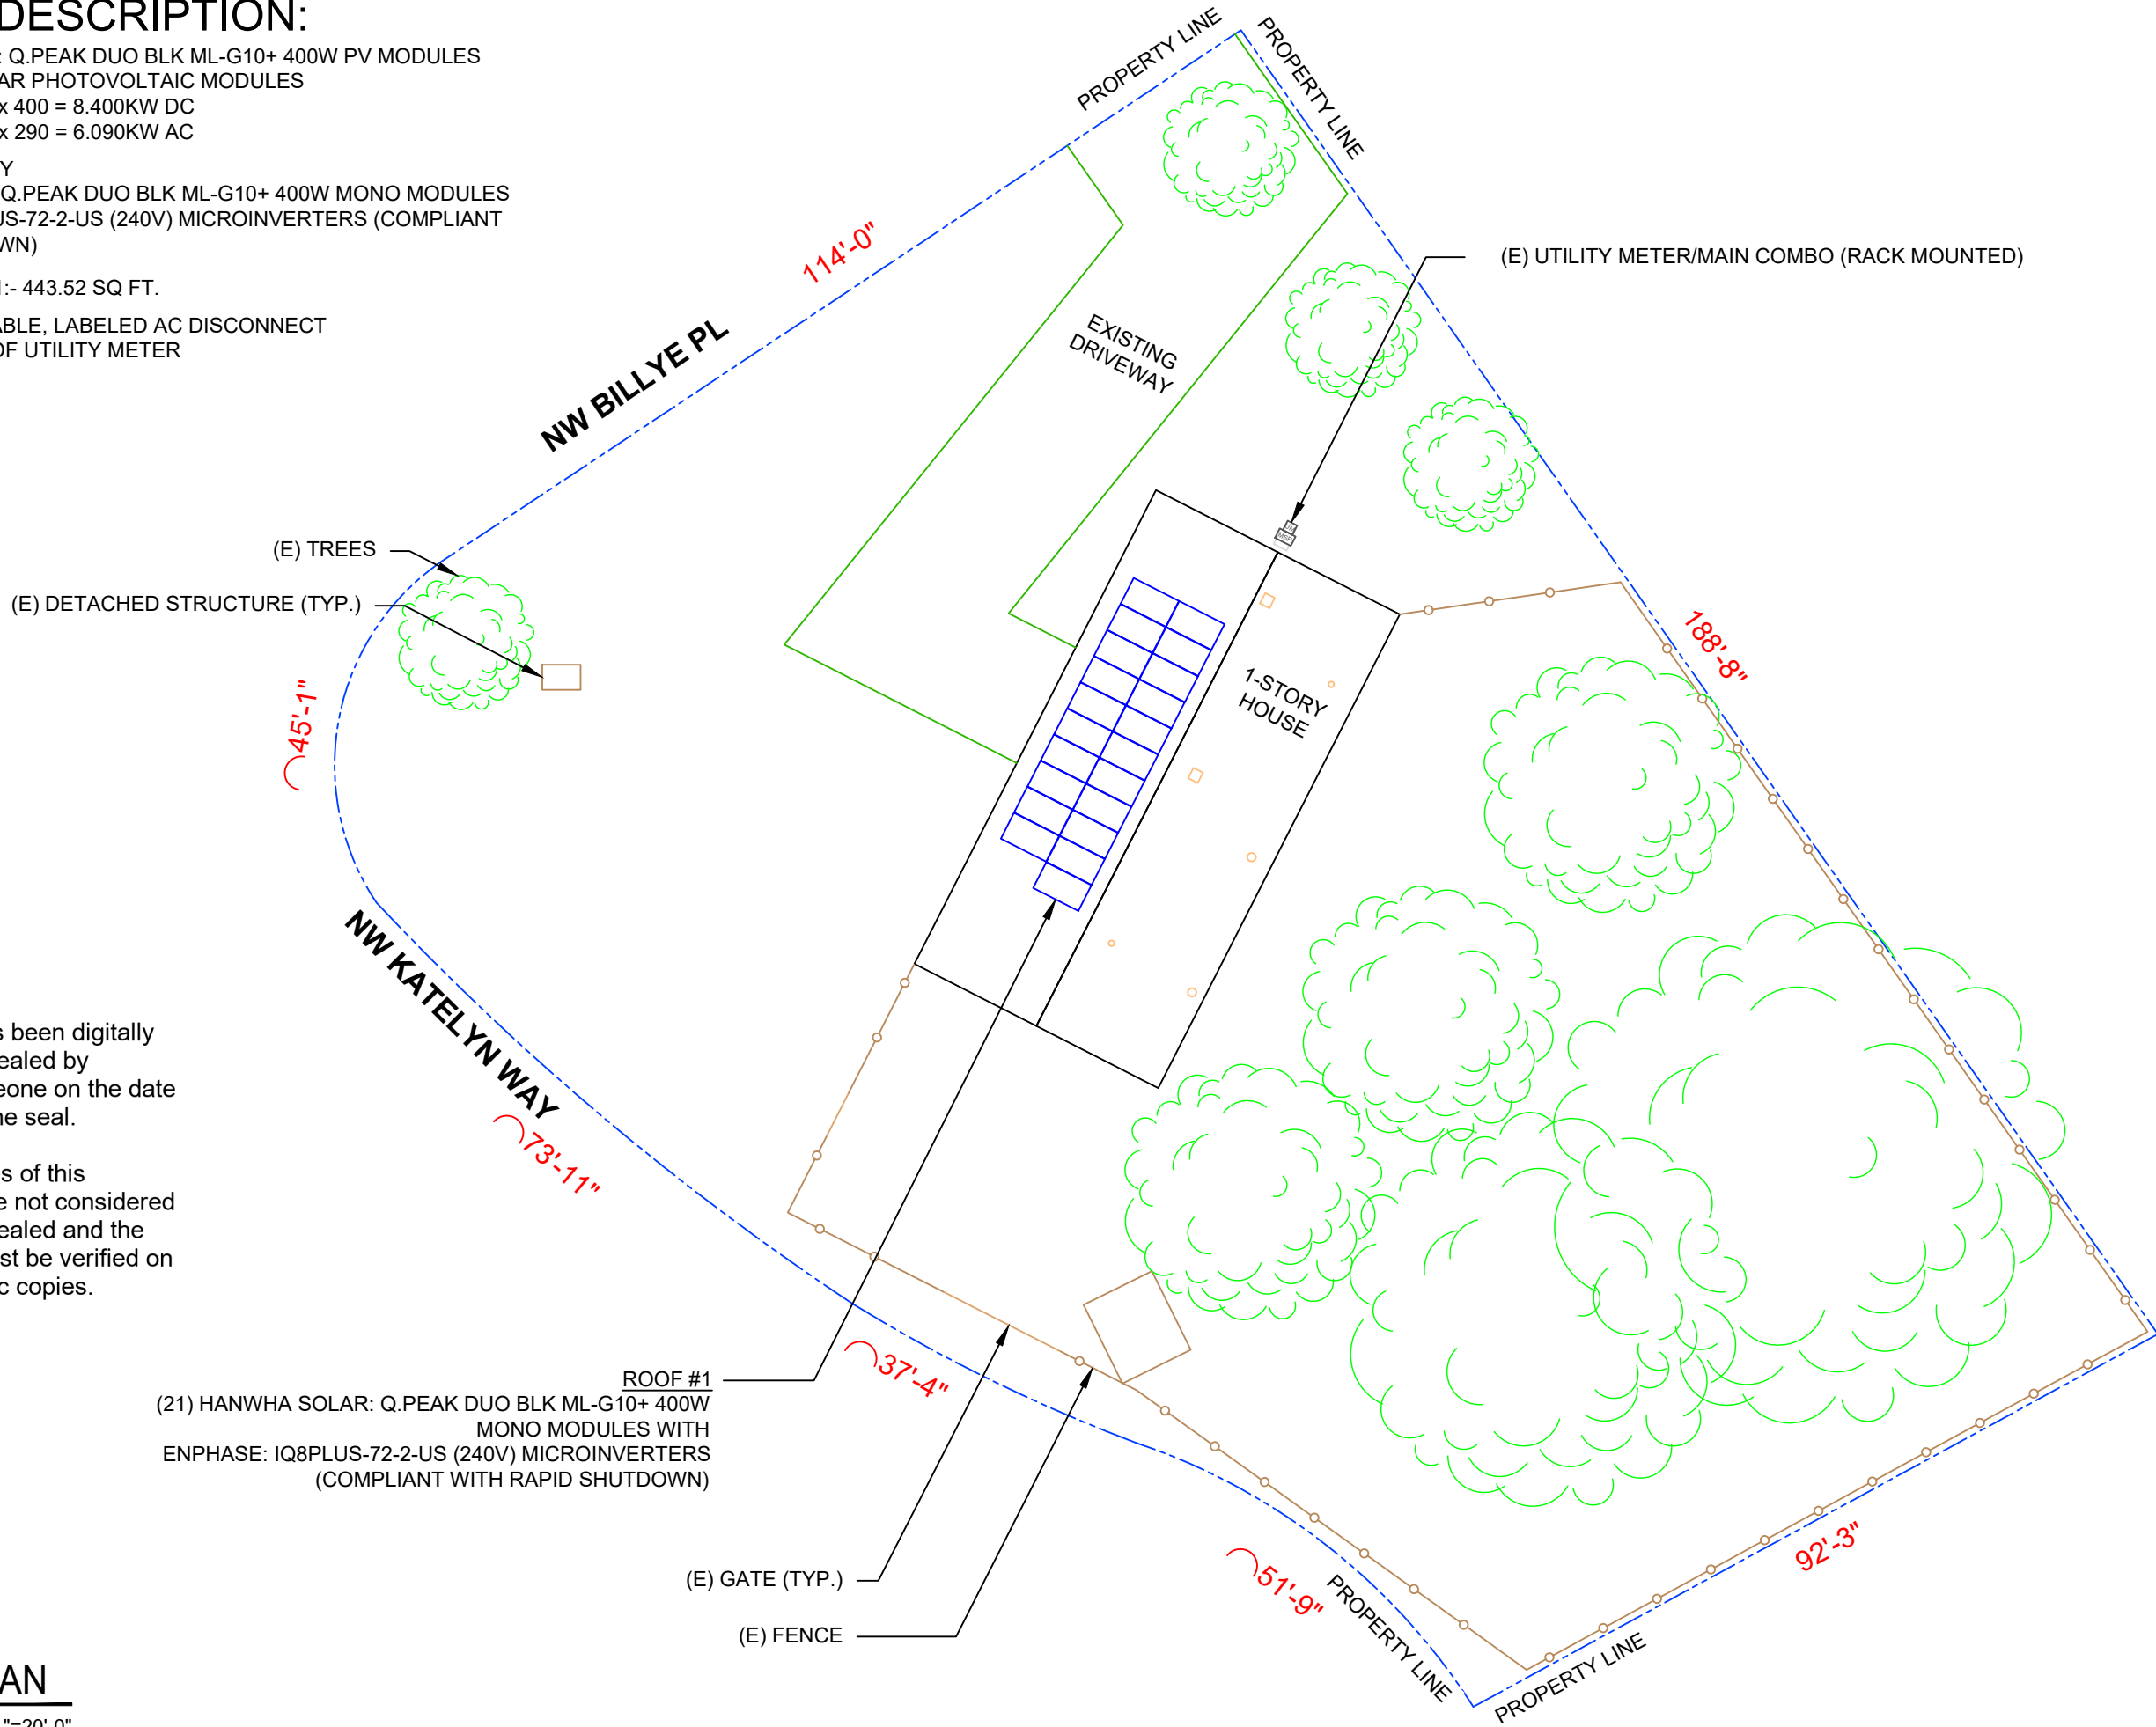 DESCRIPTION:
: Q.PEAK DUO BLK ML-G10+ 400W PV MODULES
AR PHOTOVOLTAIC MODULES
x 400 = 8.400KW DC
x 290 = 6.090KW AC
Y
Q.PEAK DUO BLK ML-G10+ 400W MONO MODULES
US-72-2-US (240V) MICROINVERTERS (COMPLIANT
WN)
1:- 443.52 SQ FT.
ABLE, LABELED AC DISCONNECT
OF UTILITY METER
PROPERTY LINE
PROPERTY LINE
114'-0"
NW BILLYE PL
EXISTING
DRIVEWAY
(E) UTILITY METER/MAIN COMBO (RACK MOUNTED)
UM
MSP
(E) TREES
(E) DETACHED STRUCTURE (TYP.)
45'-1"
188'-8"
1-STORY
HOUSE
NW KATELYN WAY
73'-11"
s been digitally
ealed by
eone on the date
ne seal.
s of this
e not considered
ealed and the
st be verified on
c copies.
37'-4"
ROOF #1
(21) HANWHA SOLAR: Q.PEAK DUO BLK ML-G10+ 400W
MONO MODULES WITH
ENPHASE: IQ8PLUS-72-2-US (240V) MICROINVERTERS
(COMPLIANT WITH RAPID SHUTDOWN)
(E) GATE (TYP.)
(E) FENCE
51'-9"
PROPERTY LINE
92'-3"
PROPERTY LINE
AN
"=20'-0"